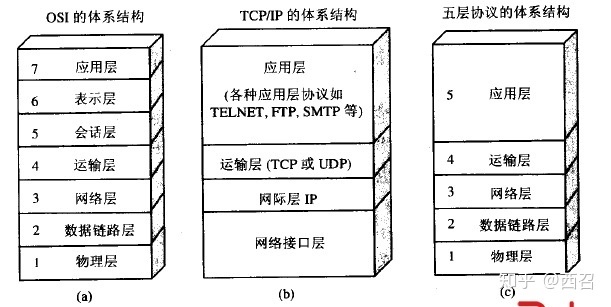 OSI 的体系结构
7 应用层
6 表示层
5 会话层
4 运输层
3 网络层
2 数据链路层
1 物理层
(a)
TCP/IP 的体系结构
应用层
(各种应用层协议如
TELNET, FTP, SMTP 等)
运输层 (TCP 或 UDP)
网际层 IP
网络接口层
(b)
五层协议的体系结构
5 应用层
4 运输层
3 网络层
2 数据链路层
1 物理层
(c)
知乎 @西召